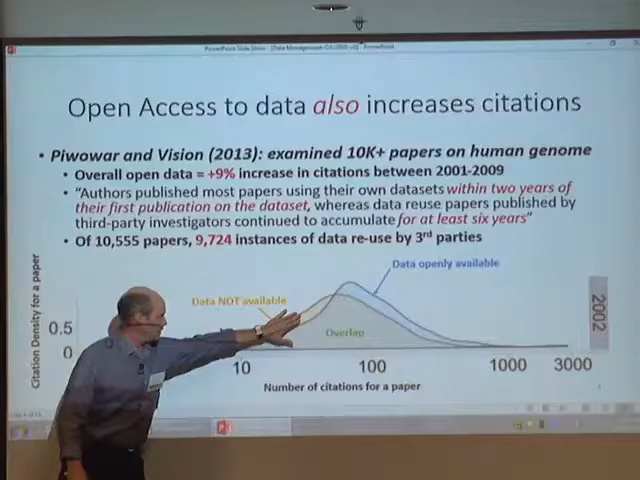 Open Access to data also increases citations
• Piwowar and Vision (2013): examined 10K+ papers on human genome
• Overall open data = +9% increase in citations between 2001-2009
• "Authors published most papers using their own datasets within two years of
their first publication on the dataset, whereas data reuse papers published by
third-party investigators continued to accumulate for at least six years"
• Of 10,555 papers, 9,724 instances of data re-use by 3rd parties
Data openly available
Data NOT available
Overlap
Citation Density for a paper
0.5
0
10
100
1000
3000
Number of citations for a paper
2002